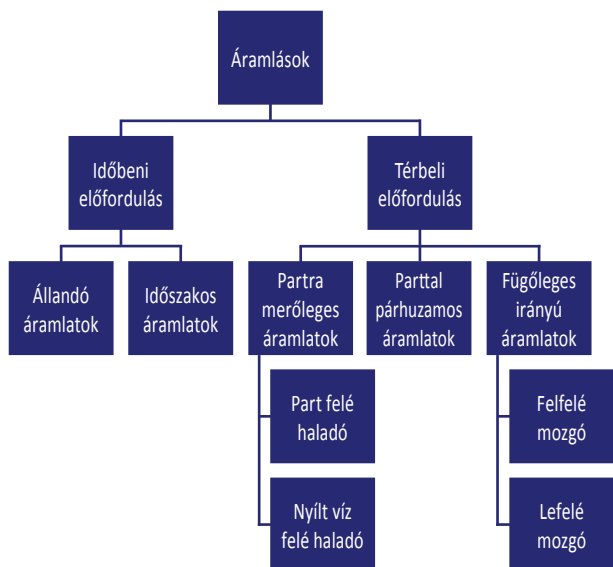 Áramlások
Időbeni
előfordulás
Térbeli
előfordulás
Állandó
áramlatok
Időszakos
áramlatok
Partra
merőleges
áramlatok
Parttal
párhuzamos
áramlatok
Fügőleges
irányú
áramlatok
Part felé
haladó
Felfelé
mozgó
Nyílt víz
felé haladó
Lefelé
mozgó